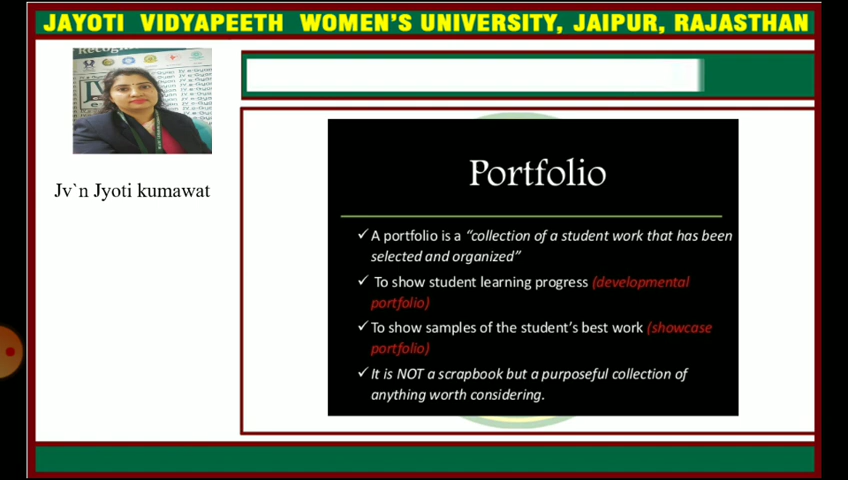 JAYOTI VIDYAPEETH WOMEN'S UNIVERSITY, JAIPUR, RAJASTHAN
Jv`n Jyoti kumawat
Portfolio
✓A portfolio is a “collection of a student work that has been
selected and organized”
✓ To show student learning progress (developmental
portfolio)
✓To show samples of the student’s best work (showcase
portfolio)
✓It is NOT a scrapbook but a purposeful collection of
anything worth considering.